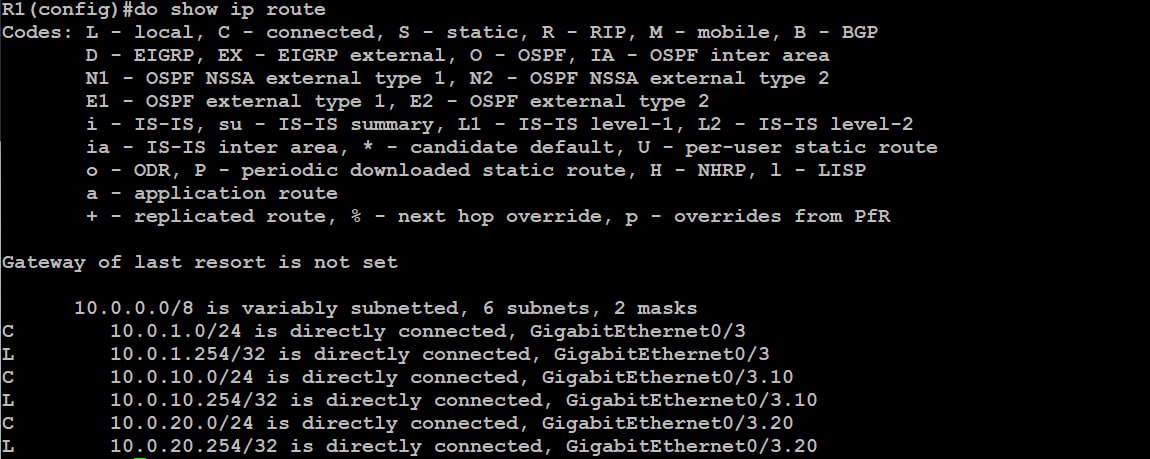 R1(config)#do show ip route
Codes: L - local, C - connected, S - static, R - RIP, M - mobile, B - BGP
       D - EIGRP, EX - EIGRP external, O - OSPF, IA - OSPF inter area
       N1 - OSPF NSSA external type 1, N2 - OSPF NSSA external type 2
       E1 - OSPF external type 1, E2 - OSPF external type 2
       i - IS-IS, su - IS-IS summary, L1 - IS-IS level-1, L2 - IS-IS level-2
       ia - IS-IS inter area, * - candidate default, U - per-user static route
       o - ODR, P - periodic downloaded static route, H - NHRP, l - LISP
       a - application route
       + - replicated route, % - next hop override, p - overrides from PfR

Gateway of last resort is not set

      10.0.0.0/8 is variably subnetted, 6 subnets, 2 masks
C        10.0.1.0/24 is directly connected, GigabitEthernet0/3
L        10.0.1.254/32 is directly connected, GigabitEthernet0/3
C        10.0.10.0/24 is directly connected, GigabitEthernet0/3.10
L        10.0.10.254/32 is directly connected, GigabitEthernet0/3.10
C        10.0.20.0/24 is directly connected, GigabitEthernet0/3.20
L        10.0.20.254/32 is directly connected, GigabitEthernet0/3.20